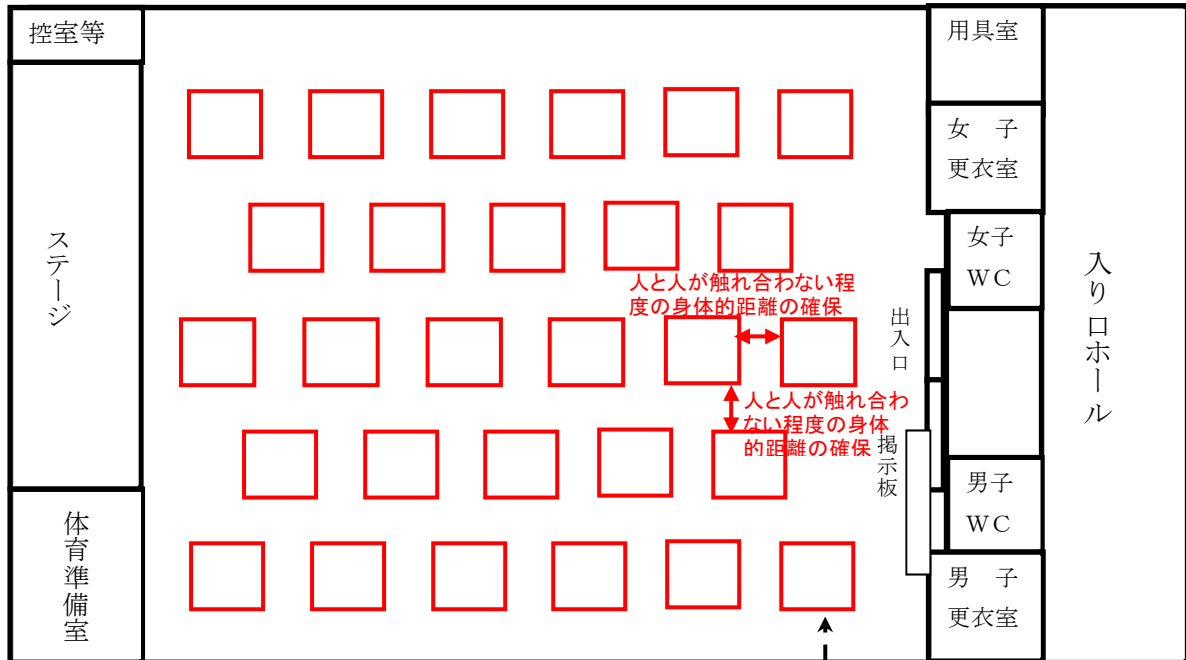 控室等
ステージ
体育準備室
人と人が触れ合わない程
度の身体的距離の確保
人と人が触れ合わ
ない程度の身体
的距離の確保
出入口
掲示板
用具室
女　子
更衣室
女子
ＷＣ
男子
ＷＣ
男　子
更衣室
入り口ホール